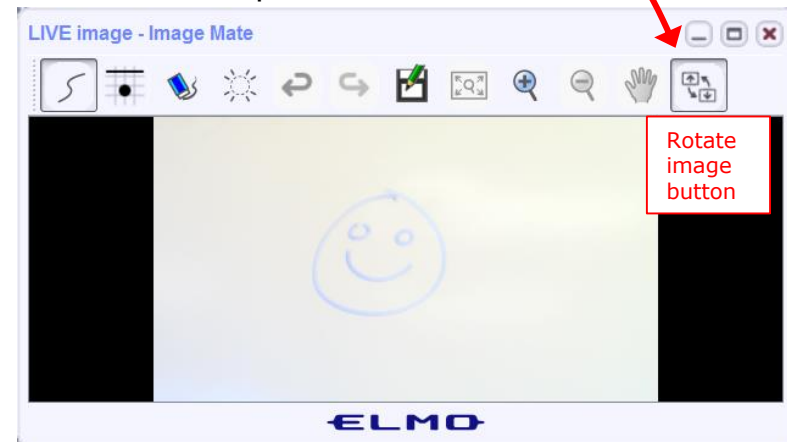 LIVE image - Image Mate
Rotate
image
button
ELMO